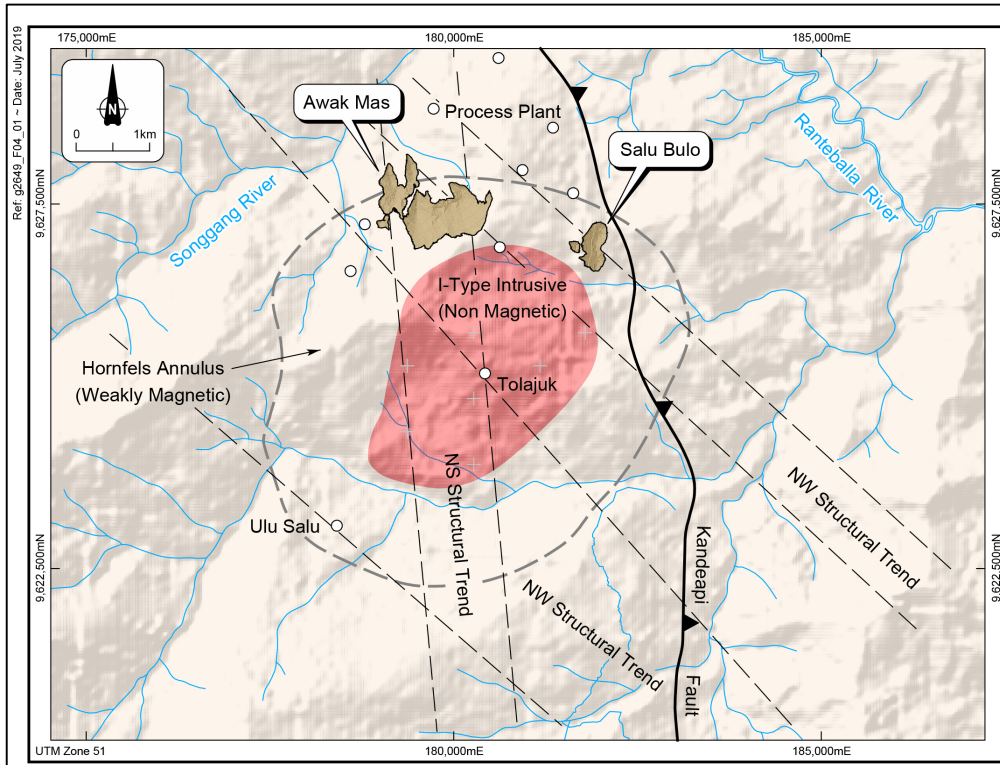 Ref: g2649_F04_01 ~ Date: July 2019
175,000mE
180,000mE
185,000mE
N
0
1km
Awak Mas
Process Plant
Salu Bulo
Ranteballa River
Songgang River
9,627,500mN
9,627,500mN
I-Type Intrusive
(Non Magnetic)
Hornfels Annulus
(Weakly Magnetic)
Tolajuk
NS Structural Trend
NW Structural Trend
Ulu Salu
Kandeapi
Fault
NW Structural Trend
9,622,500mN
9,622,500mN
UTM Zone 51
180,000mE
185,000mE